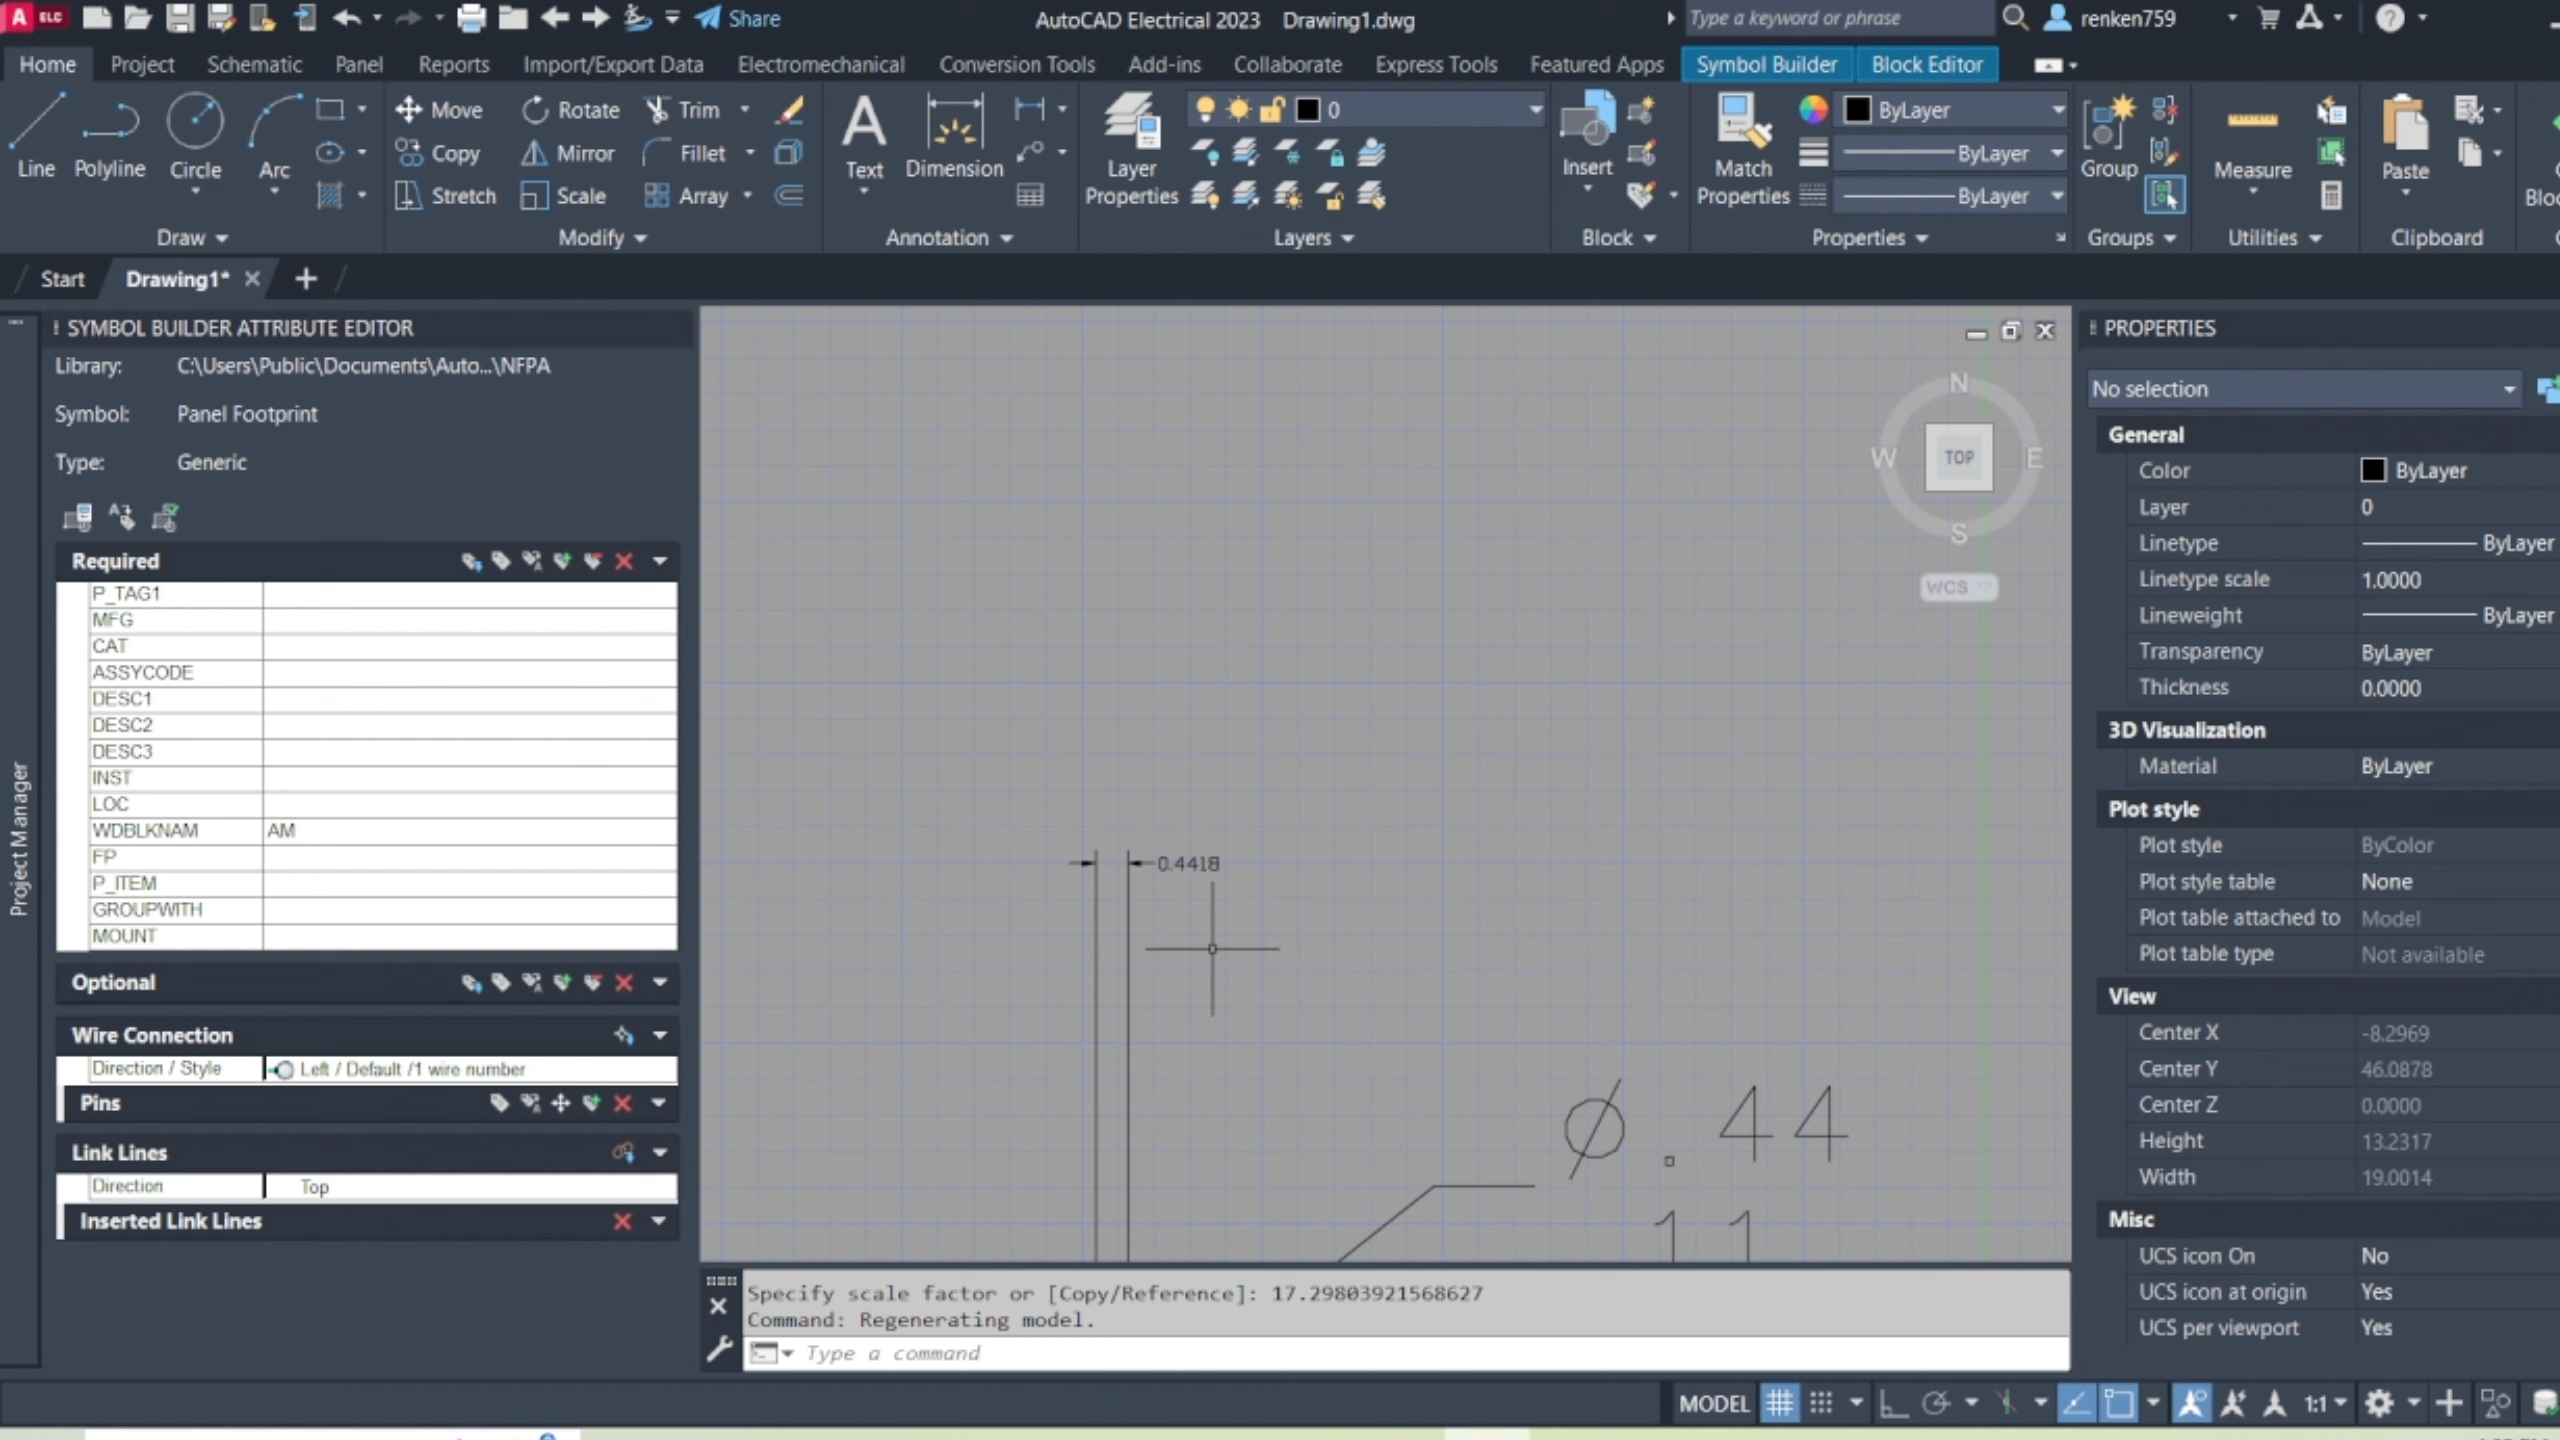 A ELC Share AutoCAD Electrical 2023 Drawing1.dwg Type a keyword or phrase renken759
Home Project Schematic Panel Reports Import/Export Data Electromechanical Conversion Tools Add-ins Collaborate Express Tools Featured Apps Symbol Builder Block Editor
Line Polyline Circle Arc
Move Rotate Trim
Copy Mirror Fillet
Stretch Scale Array
A Text Dimension
Layer Properties
0
Insert
Match Properties
ByLayer
ByLayer
ByLayer
Group Measure Paste
Draw Modify Annotation Layers Block Properties Groups Utilities Clipboard
Start Drawing1*
Project Manager
SYMBOL BUILDER ATTRIBUTE EDITOR
Library: C:\Users\Public\Documents\Auto...\NFPA
Symbol: Panel Footprint
Type: Generic
Required
P_TAG1
MFG
CAT
ASSYCODE
DESC1
DESC2
DESC3
INST
LOC
WDBLKNAM AM
FP
P_ITEM
GROUPWITH
MOUNT
Optional
Wire Connection
Direction / Style Left / Default /1 wire number
Pins
Link Lines
Direction Top
Inserted Link Lines
N
W TOP E
S
WCS
0.4418
Ø.44
11
Specify scale factor or [Copy/Reference]: 17.29803921568627
Command: Regenerating model.
Type a command
PROPERTIES
No selection
General
Color ByLayer
Layer 0
Linetype ByLayer
Linetype scale 1.0000
Lineweight ByLayer
Transparency ByLayer
Thickness 0.0000
3D Visualization
Material ByLayer
Plot style
Plot style ByColor
Plot style table None
Plot table attached to Model
Plot table type Not available
View
Center X -8.2969
Center Y 46.0878
Center Z 0.0000
Height 13.2317
Width 19.0014
Misc
UCS icon On No
UCS icon at origin Yes
UCS per viewport Yes
MODEL 1:1